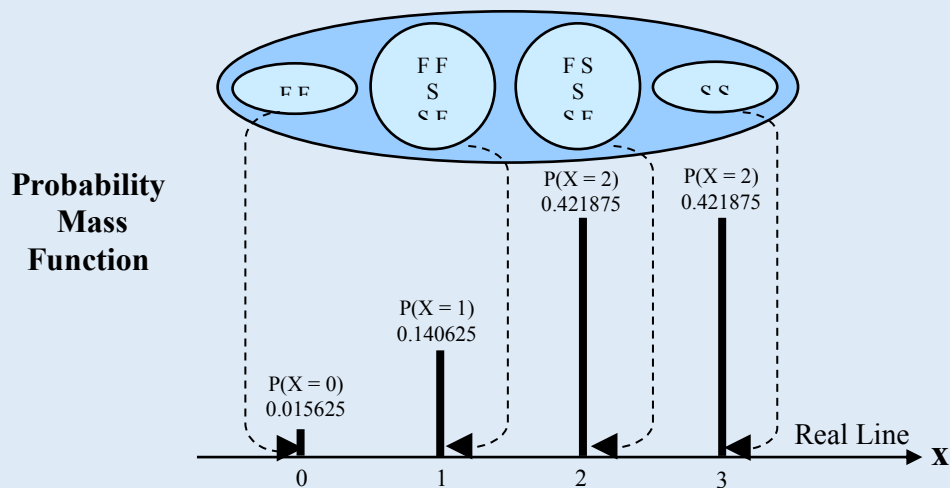 F F
F F
S
S F
F S
S
S F
S S
Probability
Mass
Function
P(X = 2)
0.421875
P(X = 2)
0.421875
P(X = 1)
0.140625
P(X = 0)
0.015625
Real Line
X
0
1
2
3